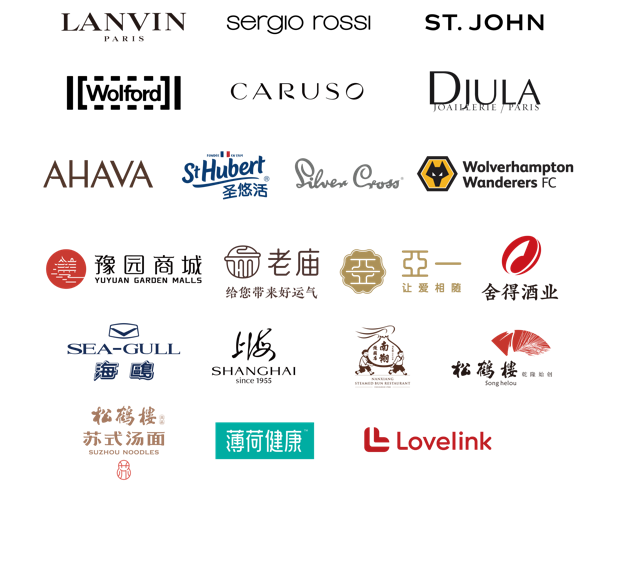 LANVIN
PARIS
sergio rossi
ST. JOHN
Wolford
CARUSO
DJULA
JOAILLERIE / PARIS
AHAVA
St Hubert
®
圣悠活
Silver Cross
Wolverhampton
Wanderers FC
豫园商城
YUYUAN GARDEN MALLS
老庙
给您带来好运气
亞
亞一
让爱相随
舍得酒业
SEA-GULL
海鷗
上海
SHANGHAI
since 1955
南翔
NANXIANG
STEAMED BUN RESTAURANT
松鹤楼
乾隆始创
Song helou
松鹤楼
苏式汤面
SUZHOU NOODLES
薄荷健康
Lovelink